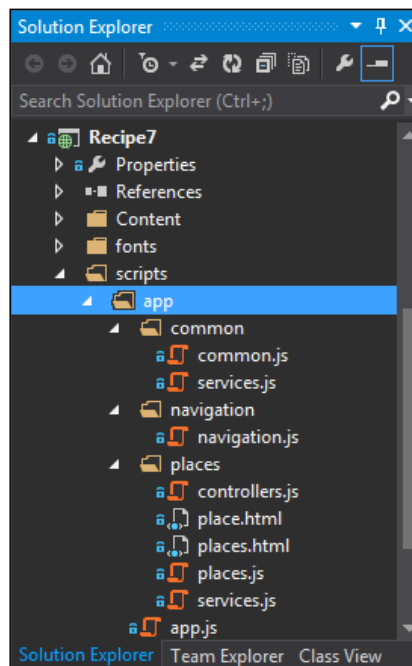 Solution Explorer
Search Solution Explorer (Ctrl+;)
Recipe7
Properties
References
Content
fonts
scripts
app
common
common.js
services.js
navigation
navigation.js
places
controllers.js
place.html
places.html
places.js
services.js
app.js
Solution Explorer Team Explorer Class View